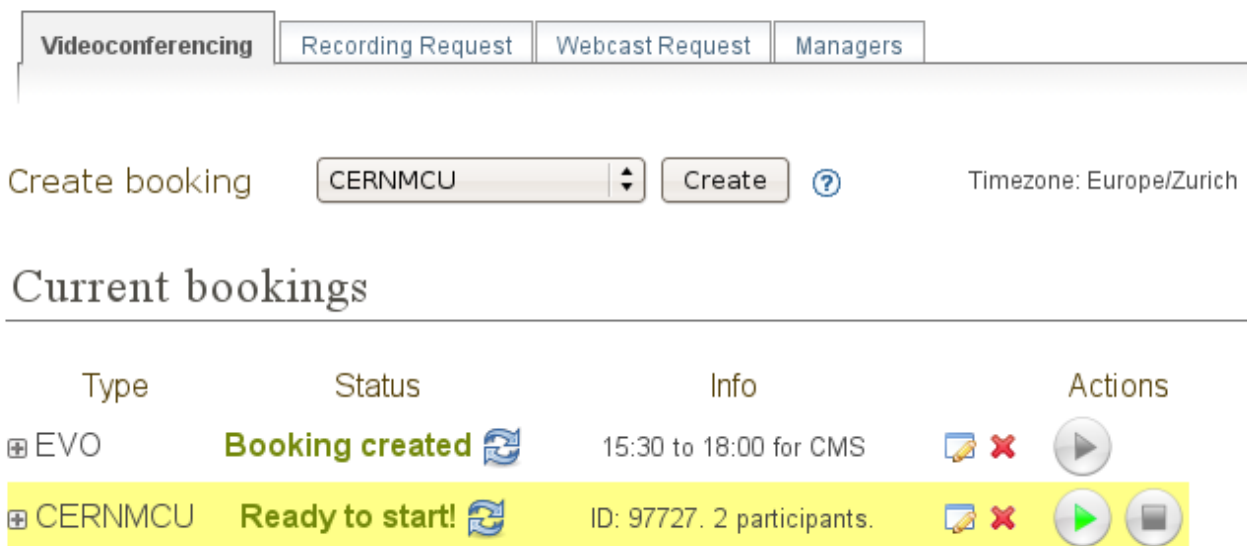 Videoconferencing Recording Request Webcast Request Managers
Create booking CERNMCU Create ? Timezone: Europe/Zurich
Current bookings
Type Status Info Actions
EVO Booking created 15:30 to 18:00 for CMS
CERNMCU Ready to start! ID: 97727. 2 participants.